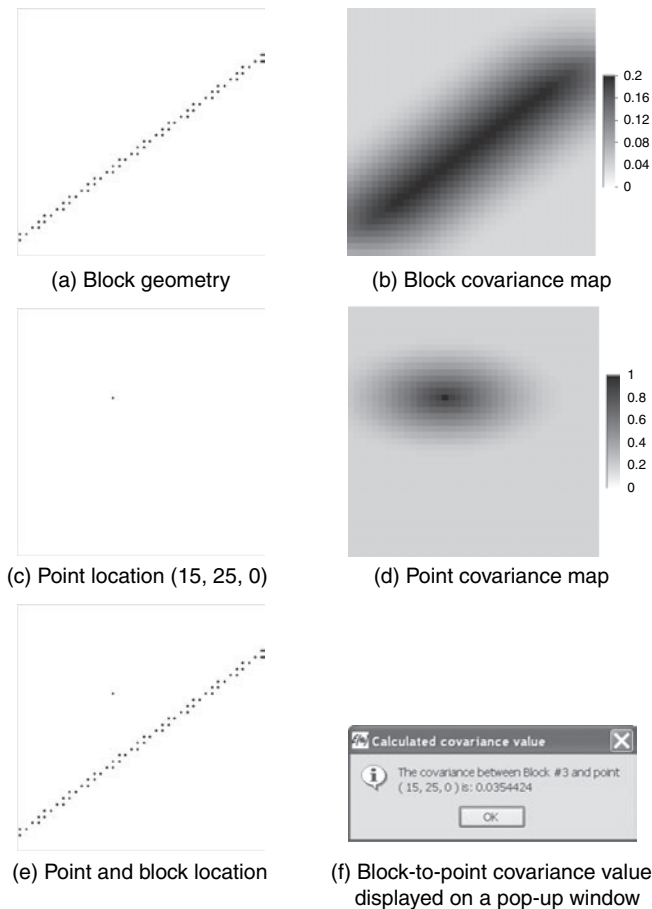 0.2
0.16
0.12
0.08
0.04
0
(a) Block geometry
(b) Block covariance map
1
0.8
0.6
0.4
0.2
0
(c) Point location (15, 25, 0)
(d) Point covariance map
Calculated covariance value
The covariance between Block #3 and point
( 15, 25, 0 ) is: 0.0354424
OK
(e) Point and block location
(f) Block-to-point covariance value
displayed on a pop-up window